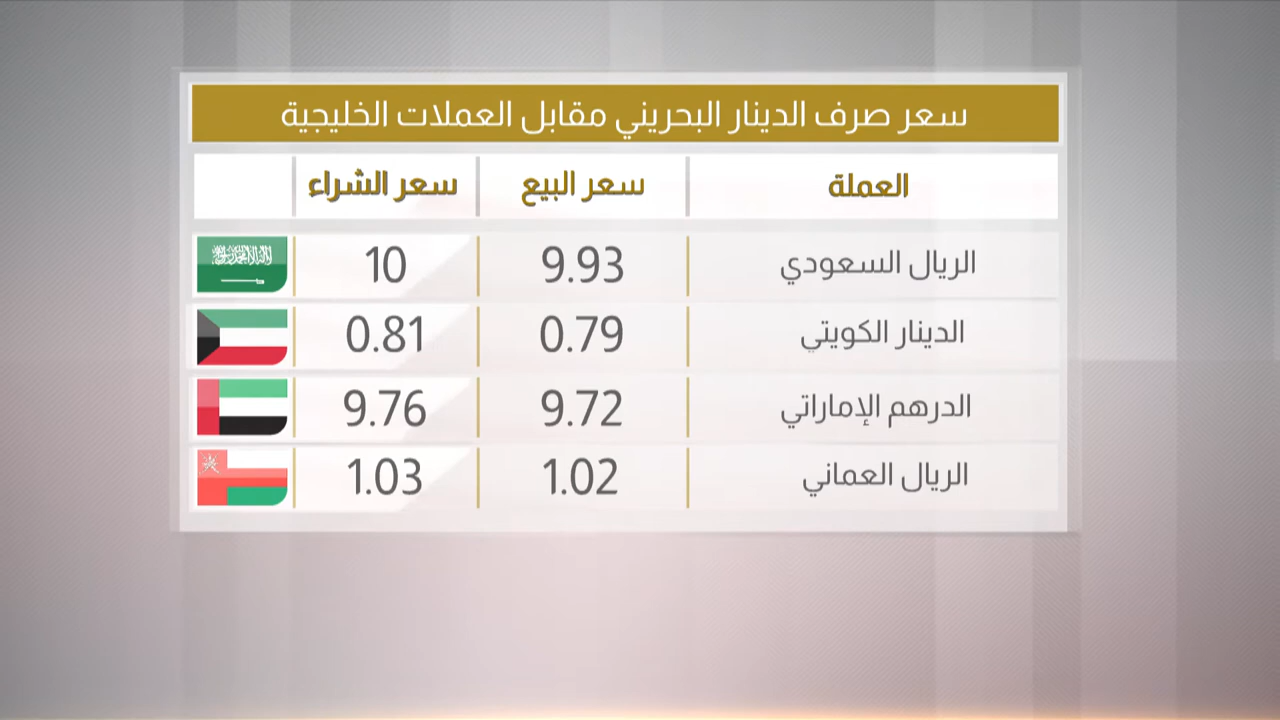 سعر صرف الدينار البحريني مقابل العملات الخليجية
العملة سعر البيع سعر الشراء
الريال السعودي 9.93 10
الدينار الكويتي 0.79 0.81
الدرهم الإماراتي 9.72 9.76
الريال العماني 1.02 1.03